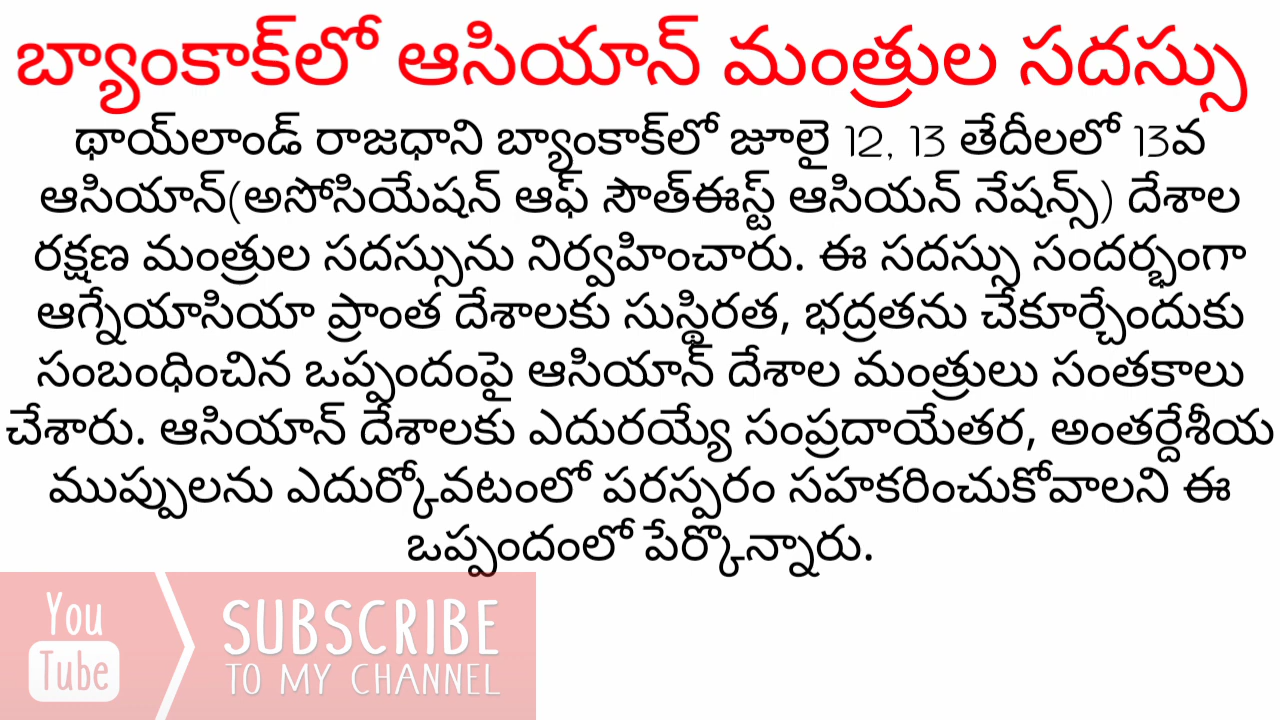 బ్యాంకాక్‌లో ఆసియాన్ మంత్రుల సదస్సు
థాయ్‌లాండ్ రాజధాని బ్యాంకాక్‌లో జూలై 12, 13 తేదీలలో 13వ
ఆసియాన్(అసోసియేషన్ ఆఫ్ సౌత్‌ఈస్ట్ ఆసియన్ నేషన్స్) దేశాల
రక్షణ మంత్రుల సదస్సును నిర్వహించారు. ఈ సదస్సు సందర్భంగా
ఆగ్నేయాసియా ప్రాంత దేశాలకు సుస్థిరత, భద్రతను చేకూర్చేందుకు
సంబంధించిన ఒప్పందంపై ఆసియాన్ దేశాల మంత్రులు సంతకాలు
చేశారు. ఆసియాన్ దేశాలకు ఎదురయ్యే సంప్రదాయేతర, అంతర్దేశీయ
ముప్పులను ఎదుర్కోవటంలో పరస్పరం సహకరించుకోవాలని ఈ
ఒప్పందంలో పేర్కొన్నారు.
You
Tube
SUBSCRIBE
TO MY CHANNEL